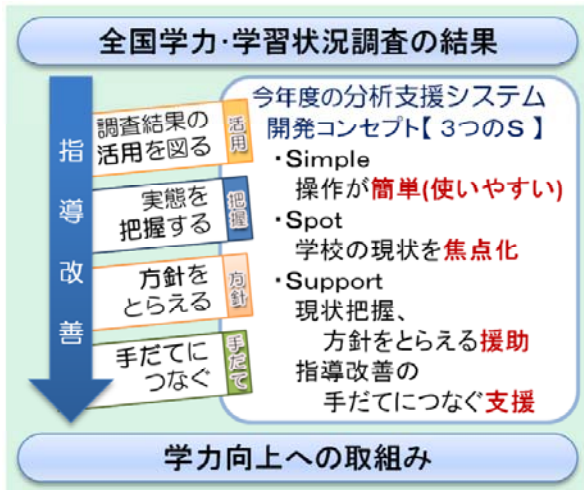 全国学力・学習状況調査の結果
指導改善
調査結果の
活用を図る
活用
実態を
把握する
把握
方針を
とらえる
方針
手だてに
つなぐ
手だて
今年度の分析支援システム
開発コンセプト【 3つのS 】
・Simple
操作が簡単(使いやすい)
・Spot
学校の現状を焦点化
・Support
現状把握、
方針をとらえる援助
指導改善の
手だてにつなぐ支援
学力向上への取組み